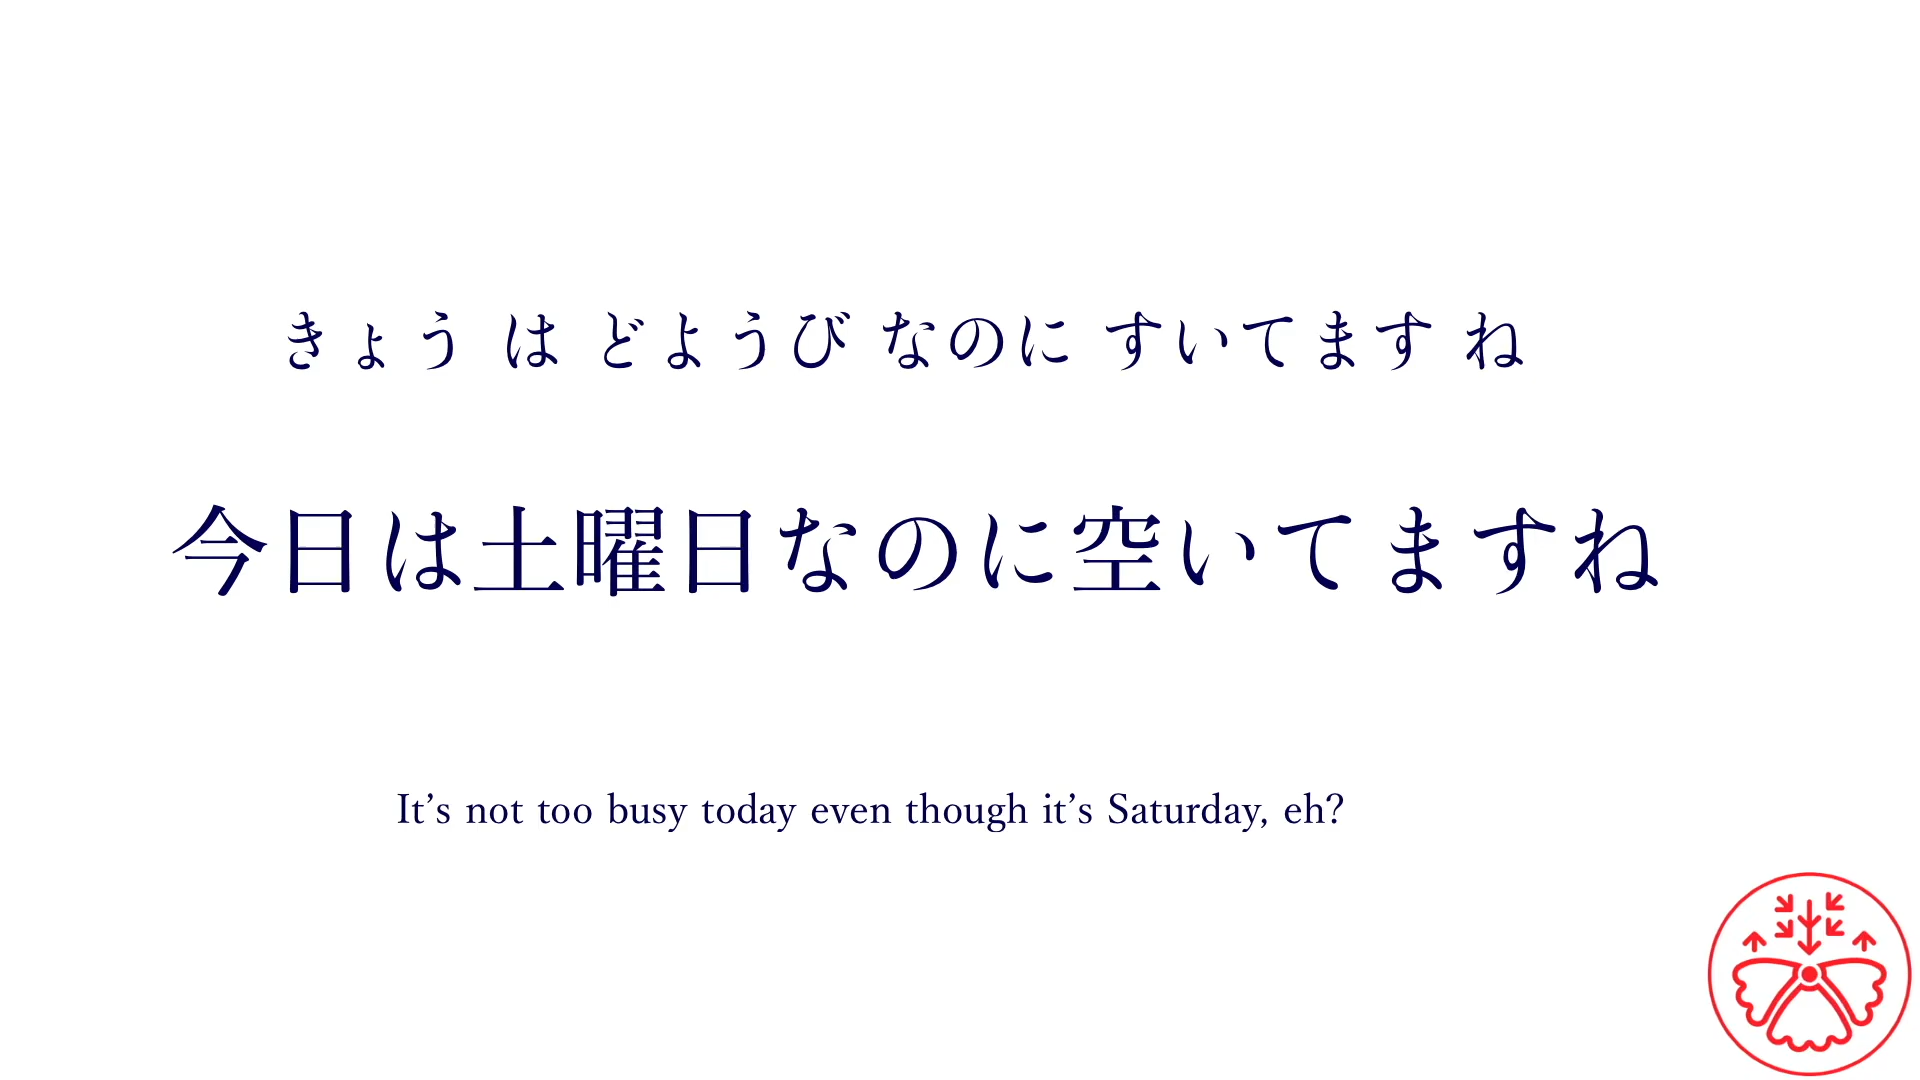 きょう は どようび なのに すいてます ね
今日は土曜日なのに空いてますね
It’s not too busy today even though it’s Saturday, eh?